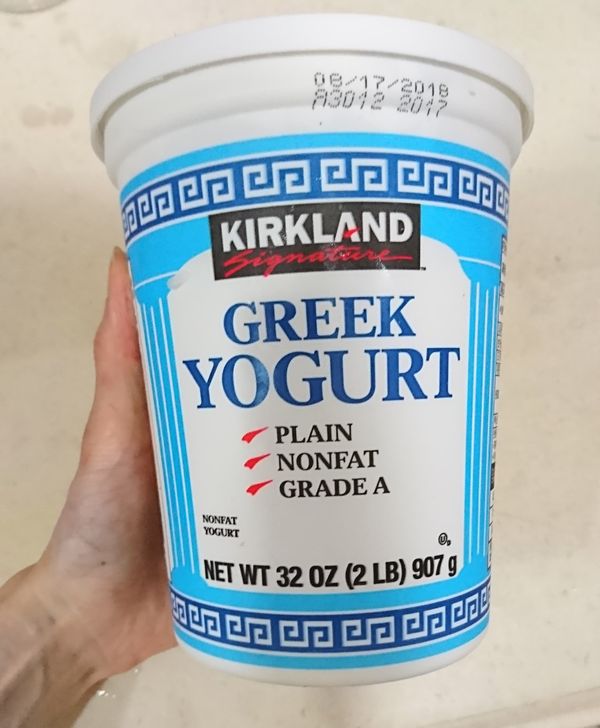 08/17/2018
A3012 2017
KIRKLAND
Signature
GREEK
YOGURT
PLAIN
NONFAT
GRADE A
NONFAT
YOGURT
U D
NET WT 32 OZ (2 LB) 907 g